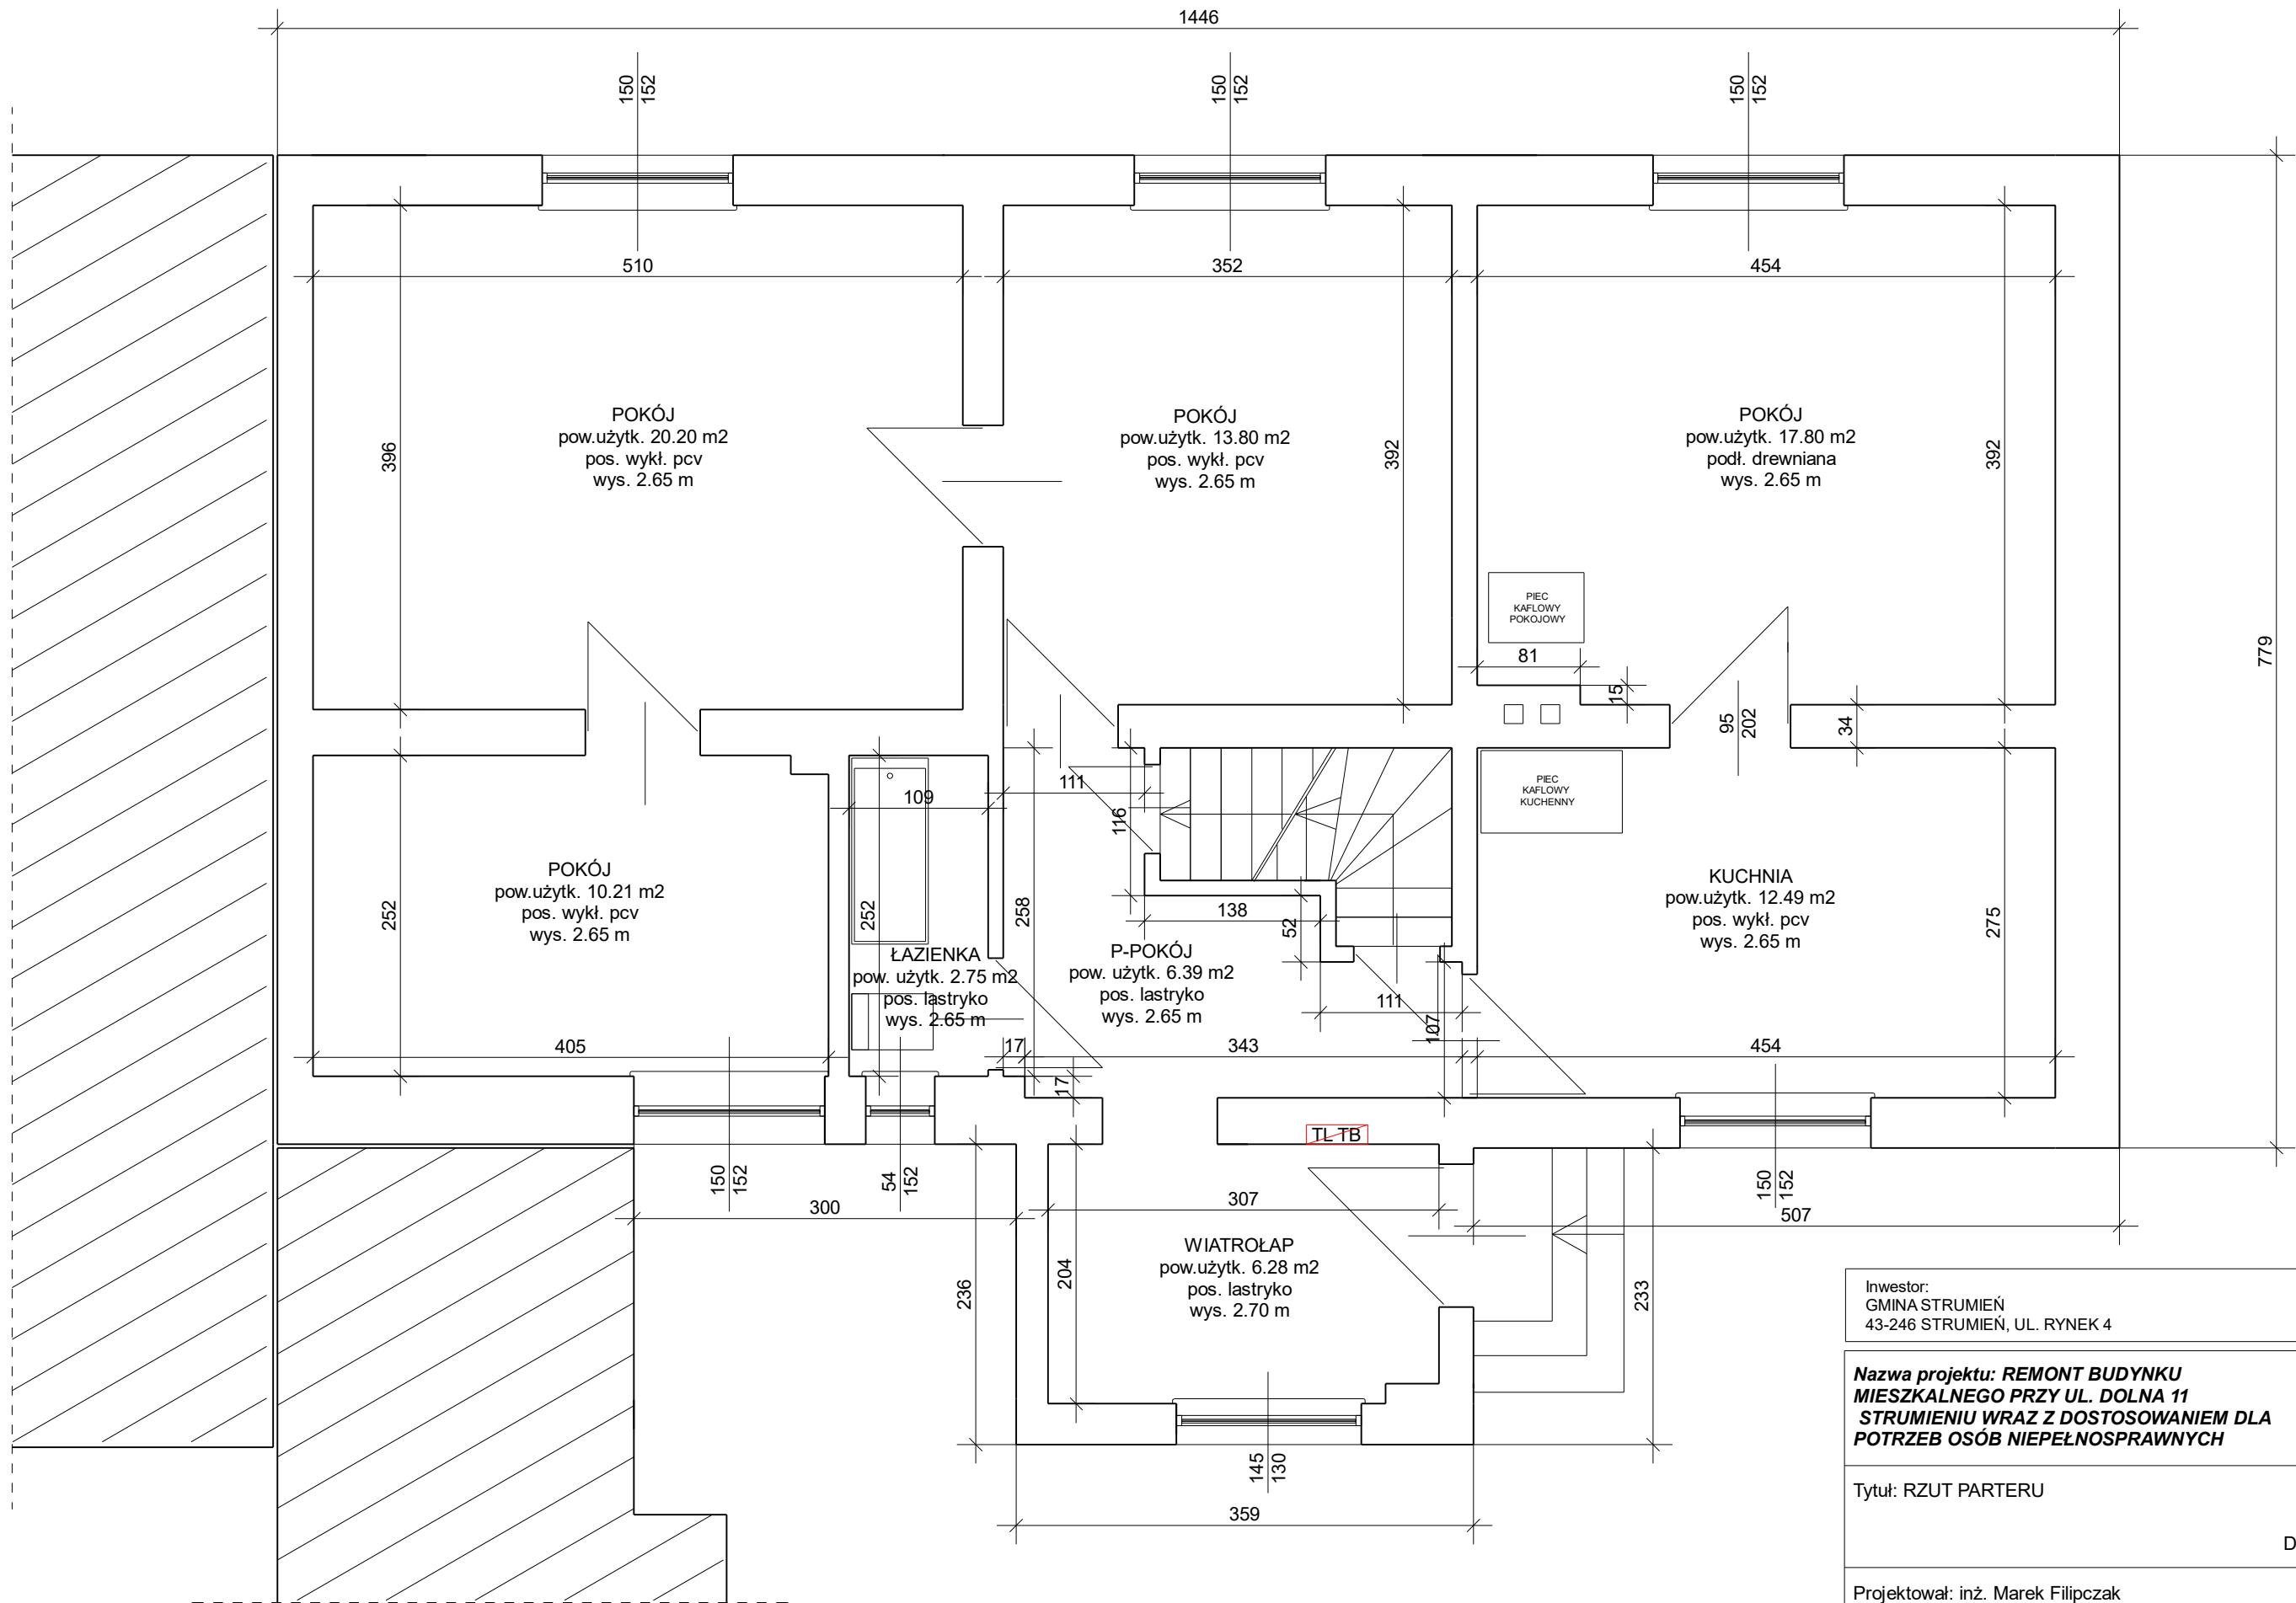 1446
150
152
150
152
150
152
510
352
454
POKÓJ
pow.użytk. 20.20 m2
pos. wykł. pcv
wys. 2.65 m
396
POKÓJ
pow.użytk. 13.80 m2
pos. wykł. pcv
wys. 2.65 m
392
POKÓJ
pow.użytk. 17.80 m2
podł. drewniana
wys. 2.65 m
392
PIEC
KAFLOWY
POKOJOWY
81
15
779
95
202
34
PIEC
KAFLOWY
KUCHENNY
109
111
116
POKÓJ
pow.użytk. 10.21 m2
pos. wykł. pcv
wys. 2.65 m
252
252
258
138
52
KUCHNIA
pow.użytk. 12.49 m2
pos. wykł. pcv
wys. 2.65 m
275
ŁAZIENKA
pow. użytk. 2.75 m2
pos. lastryko
wys. 2.65 m
P-POKÓJ
pow. użytk. 6.39 m2
pos. lastryko
wys. 2.65 m
111
107
405
17
343
454
17
TL TB
150
152
54
152
150
152
300
307
507
WIATROŁAP
pow.użytk. 6.28 m2
pos. lastryko
wys. 2.70 m
236
204
233
145
130
359
Inwestor:
GMINA STRUMIEŃ
43-246 STRUMIEŃ, UL. RYNEK 4
Nazwa projektu: REMONT BUDYNKU
MIESZKALNEGO PRZY UL. DOLNA 11
STRUMIENIU WRAZ Z DOSTOSOWANIEM DLA
POTRZEB OSÓB NIEPEŁNOSPRAWNYCH
Tytuł: RZUT PARTERU
D
Projektował: inż. Marek Filipczak